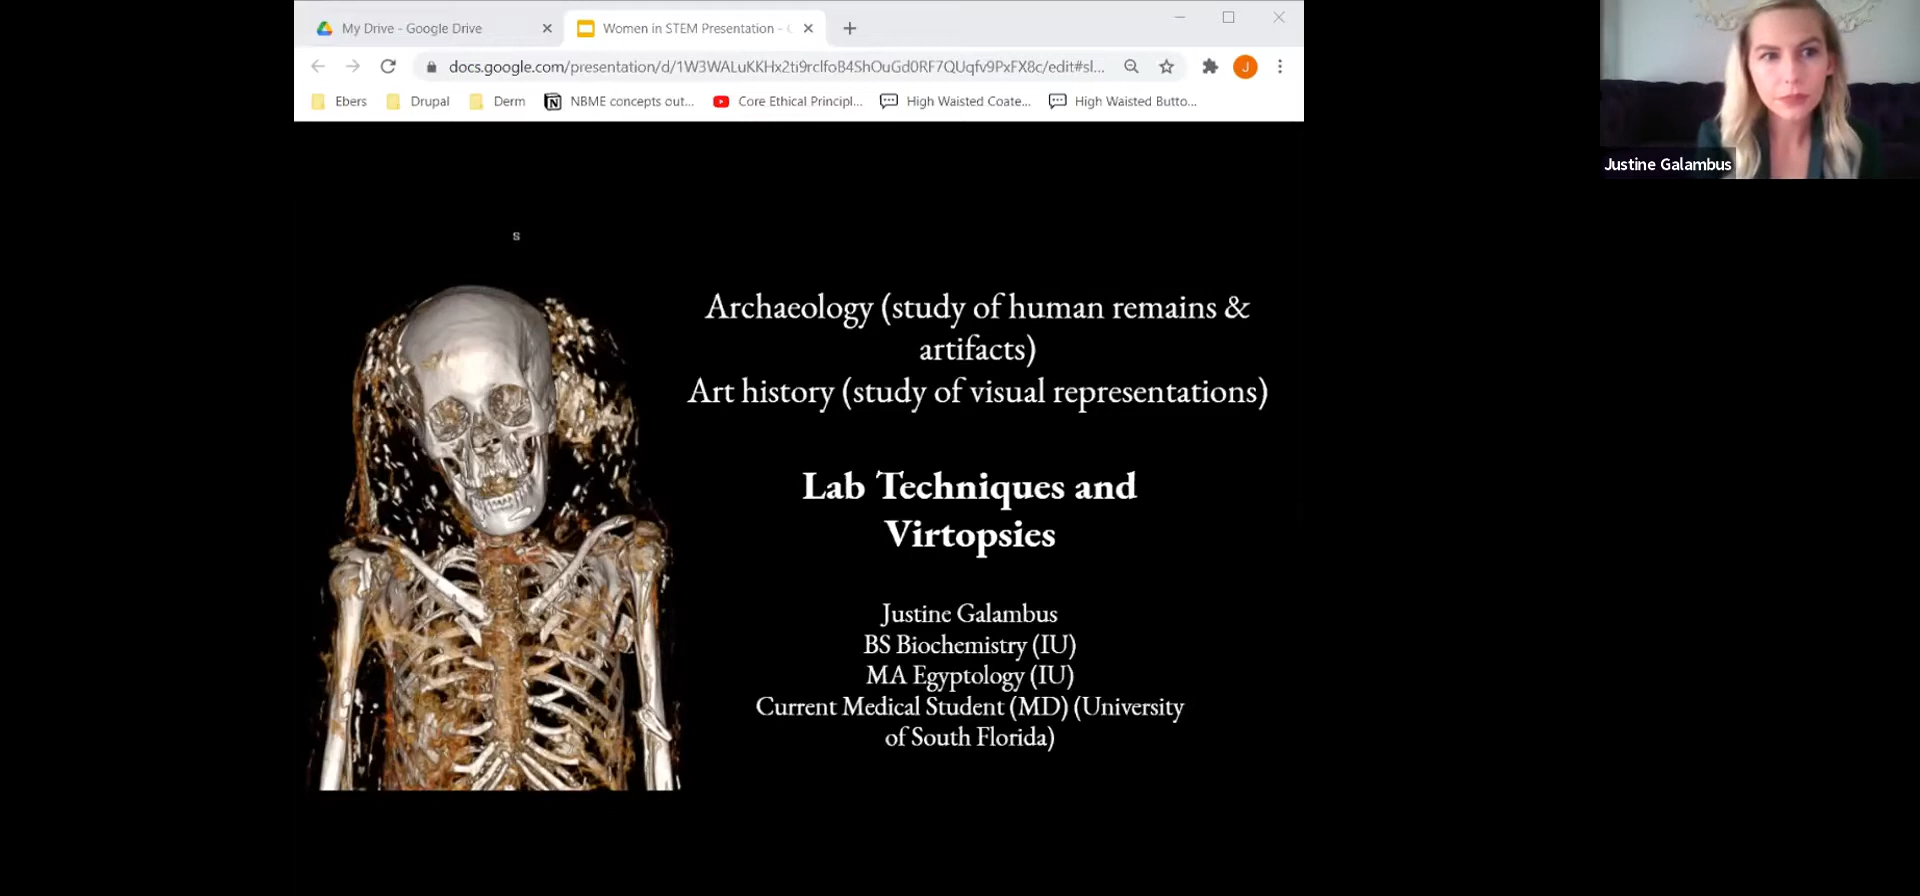 My Drive - Google Drive
Women in STEM Presentation -
docs.google.com/presentation/d/1W3WALuKKHx2ti9rclfoB4ShOuGd0RF7QUqfv9PxFX8c/edit#sl...
J
Ebers
Drupal
Derm
NBME concepts out...
Core Ethical Principl...
High Waisted Coate...
High Waisted Butto...
Justine Galambus
S
Archaeology (study of human remains &
artifacts)
Art history (study of visual representations)
Lab Techniques and
Virtopsies
Justine Galambus
BS Biochemistry (IU)
MA Egyptology (IU)
Current Medical Student (MD) (University
of South Florida)